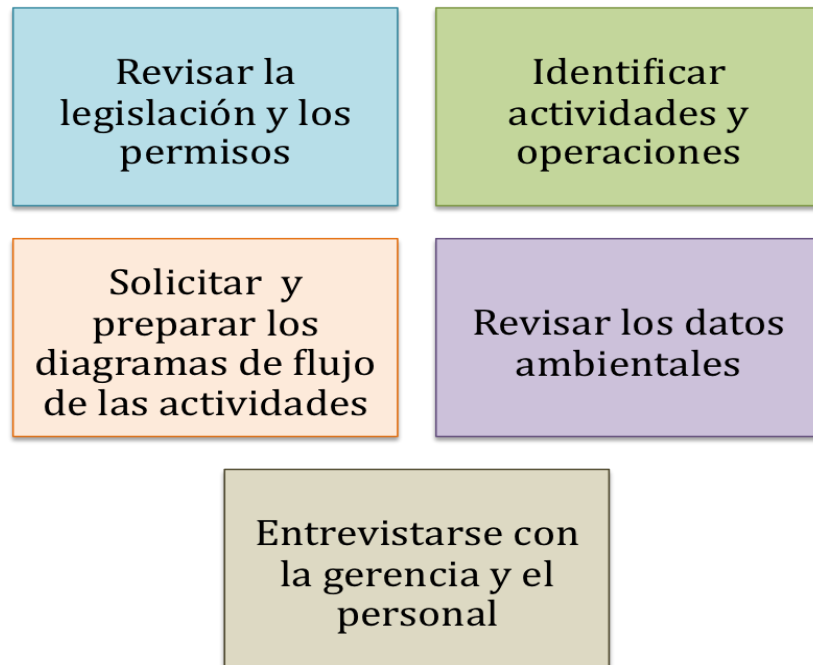 Revisar la
legislación y los
permisos
Identificar
actividades y
operaciones
Solicitar  y
preparar los
diagramas de flujo
de las actividades
Revisar los datos
ambientales
Entrevistarse con
la gerencia y el
personal